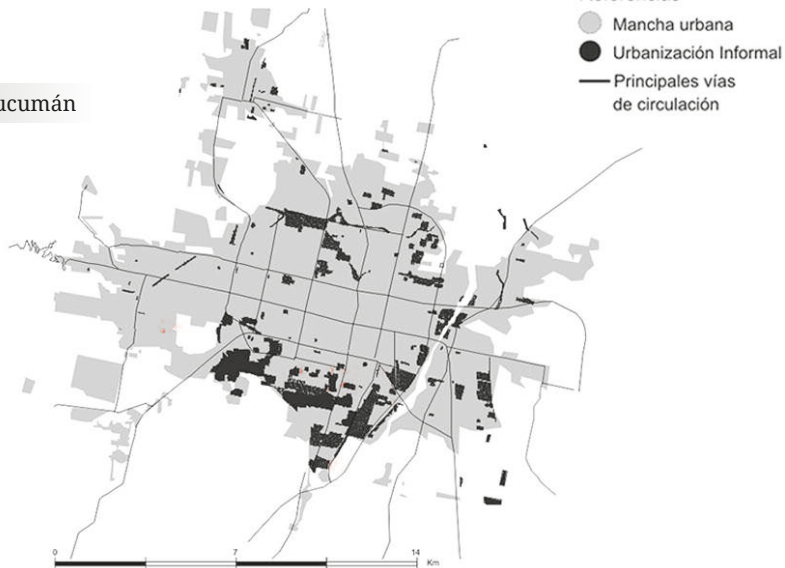 Mancha urbana
Urbanización Informal
Principales vías
de circulación
ucumán
0 7 14
Km